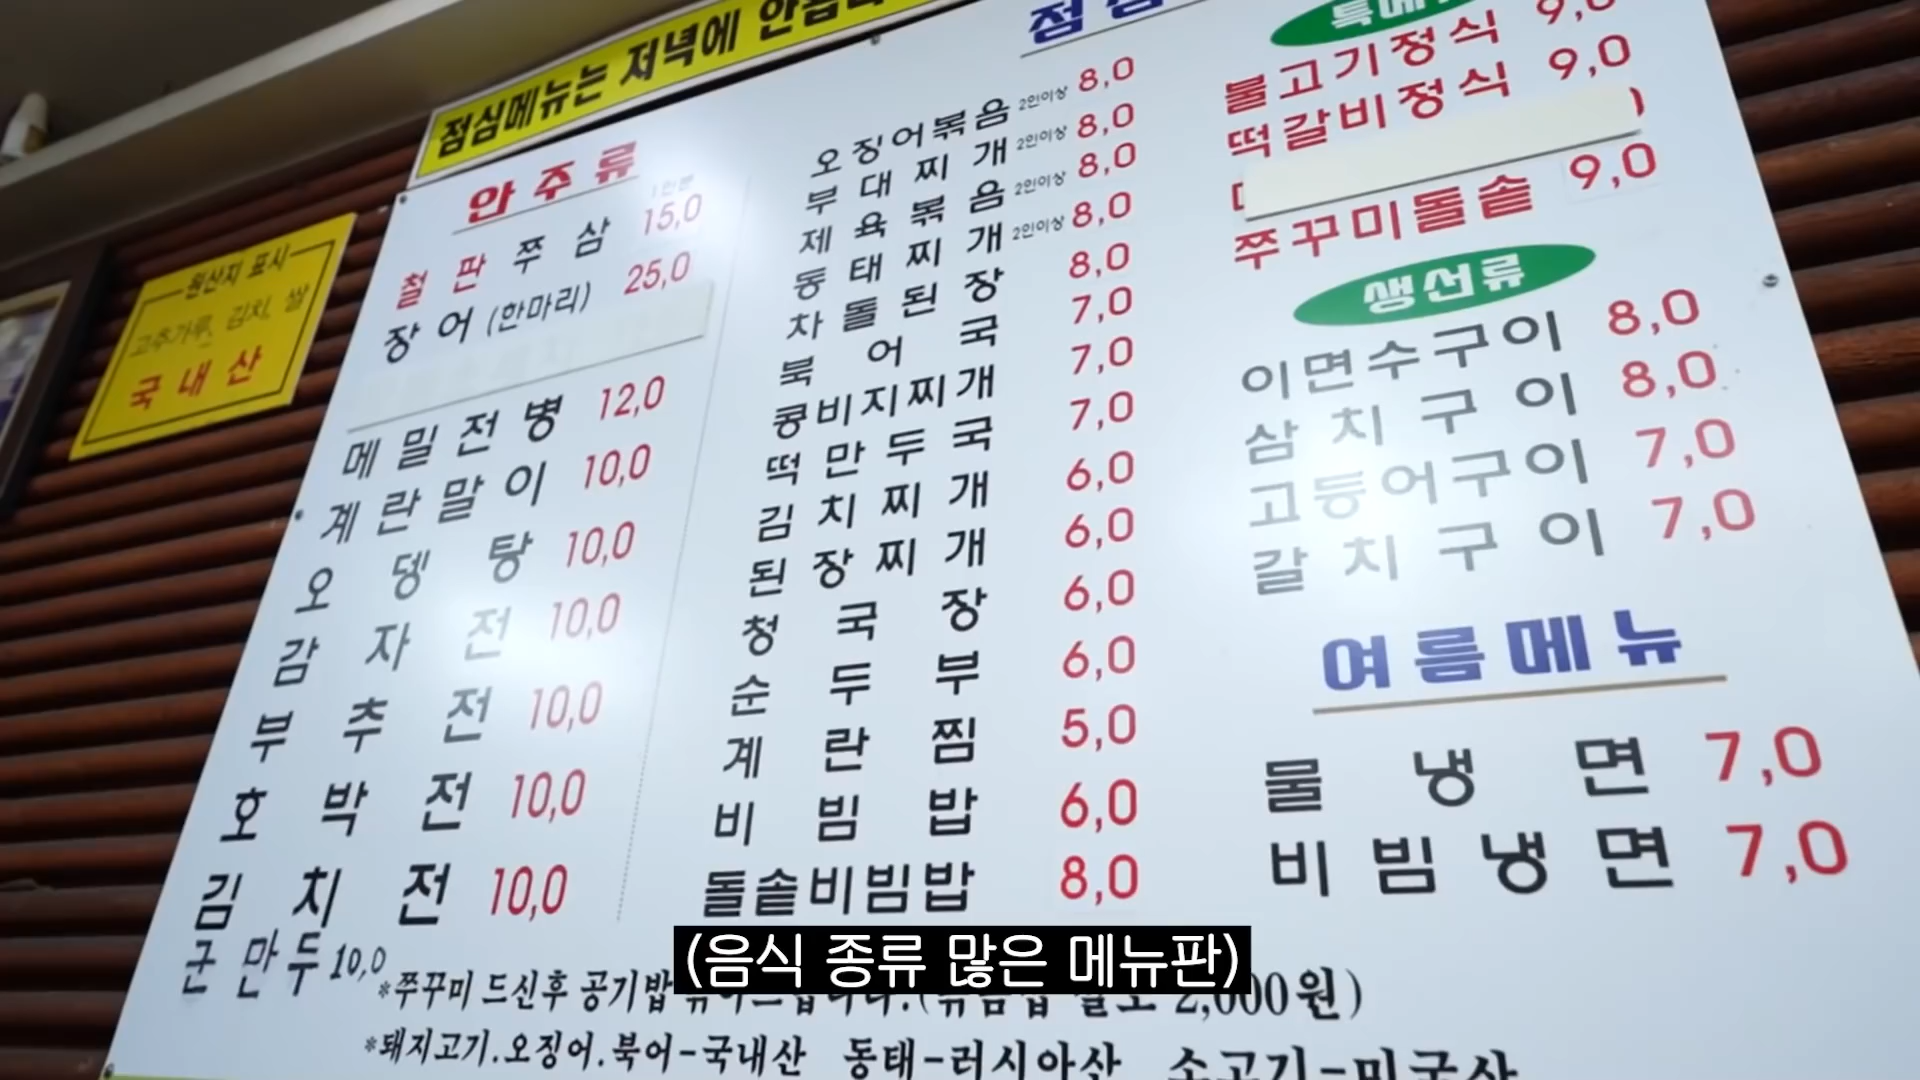 점심메뉴는 저녁에
원산지 표시
고추가루, 김치, 쌀
국내산
안주류
1인분
철판쭈삼 15,0
장어 (한마리) 25,0
메밀전병 12,0
계란말이 10,0
오뎅탕 10,0
감자전 10,0
부추전 10,0
호박전 10,0
김치전 10,0
군만두 10,0
오징어볶음 2인이상 8,0
부대찌개 2인이상 8,0
제육볶음 2인이상 8,0
동태찌개 2인이상 8,0
차돌된장 8,0
북어국 7,0
콩비지찌개 7,0
떡만두국 7,0
김치찌개 6,0
된장찌개 6,0
청국장 6,0
순두부 6,0
계란찜 5,0
비빔밥 6,0
돌솥비빔밥 8,0
불고기정식 9,0
떡갈비정식 9,0
쭈꾸미돌솥 9,0
생선류
이면수구이 8,0
삼치구이 8,0
고등어구이 7,0
갈치구이 7,0
여름메뉴
물냉면 7,0
비빔냉면 7,0
*쭈꾸미 드신후 공기밥 2,000원)
*돼지고기.오징어.북어-국내산 동태-러시아산 소고기-미국산
(음식 종류 많은 메뉴판)